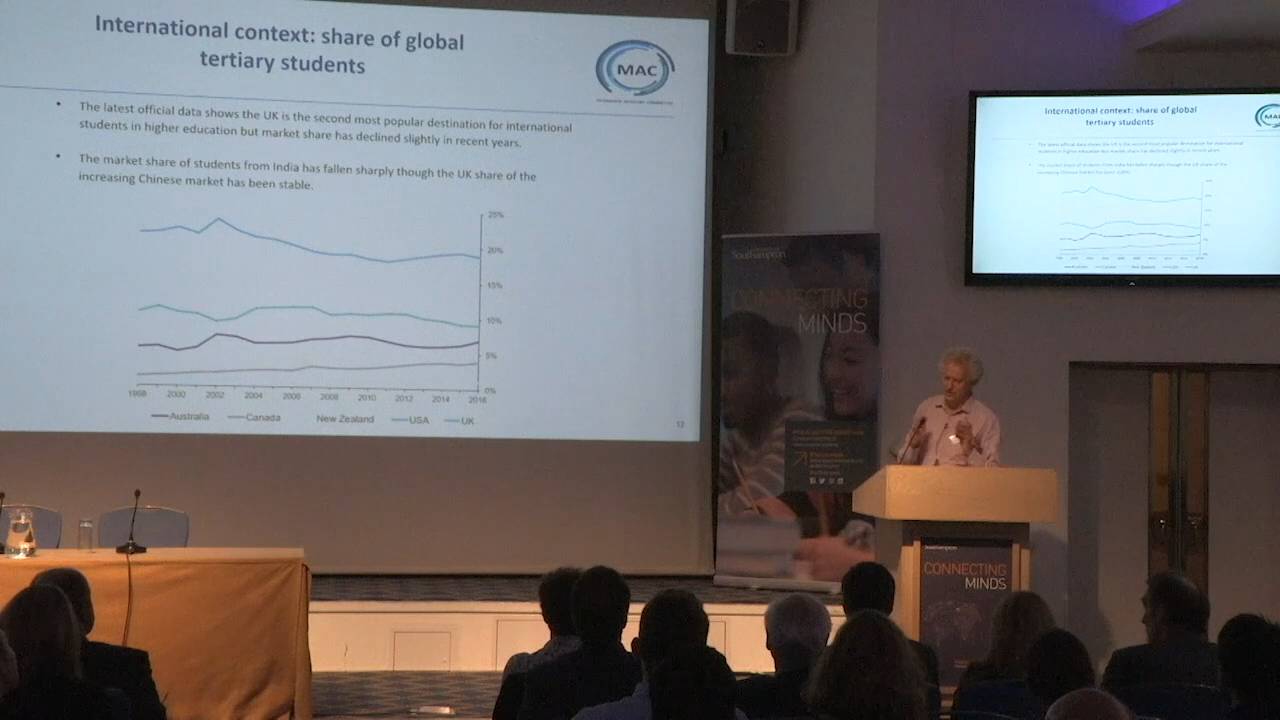 International context: share of global
tertiary students
MAC
• The latest official data shows the UK is the second most popular destination for international
students in higher education but market share has declined slightly in recent years.
• The market share of students from India has fallen sharply though the UK share of the
increasing Chinese market has been stable.
25%
20%
15%
10%
5%
0%
1998 2000 2002 2004 2006 2008 2010 2012 2014 2016
Australia Canada New Zealand USA UK
12
International context: share of global
tertiary students
Southampton
CONNECTING
MINDS
Southampton
CONNECTING
MINDS